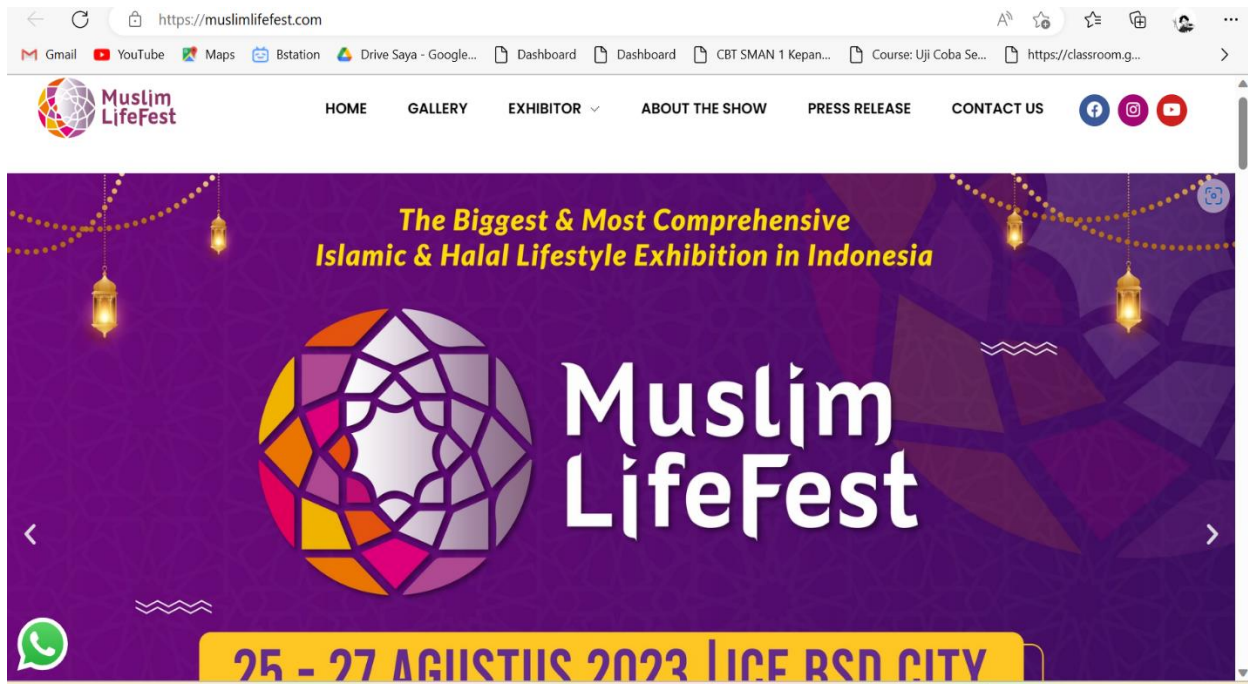 https://muslimlifefest.com
Gmail YouTube Maps Bstation Drive Saya - Google... Dashboard Dashboard CBT SMAN 1 Kepan... Course: Uji Coba Se... https://classroom.g...
Muslim
LifeFest
HOME GALLERY EXHIBITOR ABOUT THE SHOW PRESS RELEASE CONTACT US
The Biggest & Most Comprehensive
Islamic & Halal Lifestyle Exhibition in Indonesia
Muslim
LifeFest
25 - 27 AGUSTUS 2023 | ICE BSD CITY